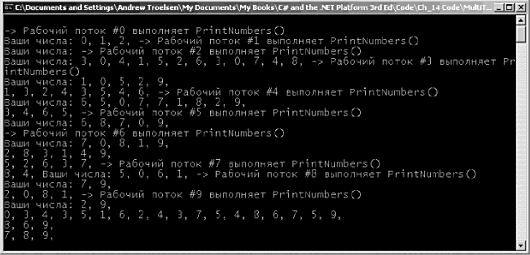 C:\Documents and Settings\Andrew Troelsen\My Documents\My Books\C# and the .NET Platform 3rd Ed\Code\Ch_14 Code\MultiT...
-> Рабочий поток #0 выполняет PrintNumbers()
Ваши числа: 0, 1, 2, -> Рабочий поток #1 выполняет PrintNumbers()
Ваши числа: -> Рабочий поток #2 выполняет PrintNumbers()
Ваши числа: 3, 0, 4, 1, 5, 2, 6, 3, 0, 7, 4, 8, -> Рабочий поток #3 выполняет Pr
intNumbers()
Ваши числа: 1, 0, 5, 2, 9,
1, 3, 2, 4, 3, 5, 4, 6, -> Рабочий поток #4 выполняет PrintNumbers()
Ваши числа: 6, 5, 0, 7, 7, 1, 8, 2, 9,
3, 4, 6, 5, -> Рабочий поток #5 выполняет PrintNumbers()
Ваши числа: 6, 8, 7, 0, 9,
-> Рабочий поток #6 выполняет PrintNumbers()
Ваши числа: 7, 0, 8, 1, 9,
2, 8, 3, 1, 4, 9,
5, 2, 6, 3, 7, -> Рабочий поток #7 выполняет PrintNumbers()
8, 4, Ваши числа: 5, 0, 6, 1, -> Рабочий поток #8 выполняет PrintNumbers()
Ваши числа: 7, 9,
2, 0, 8, 1, -> Рабочий поток #9 выполняет PrintNumbers()
Ваши числа: 2, 9,
0, 3, 4, 3, 5, 1, 6, 2, 4, 3, 7, 5, 4, 8, 6, 7, 5, 9,
8, 6, 9,
7, 8, 9,